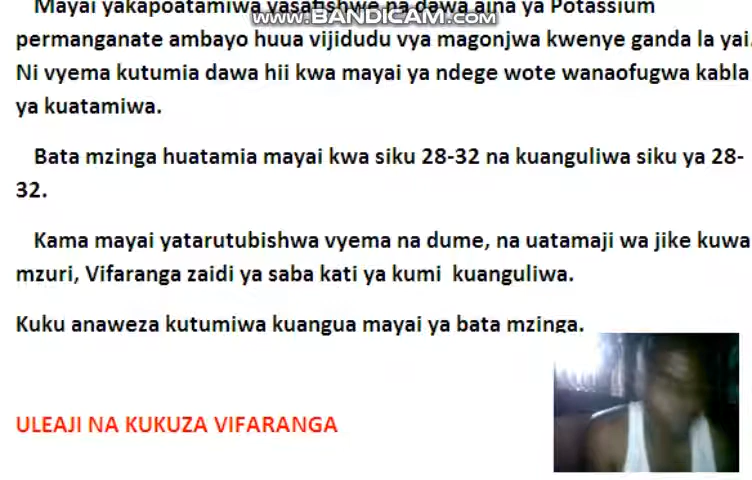 Mayai yakapoatamiwa yasafishwe na dawa aina ya Potassium
www.BANDICAM.com
permanganate ambayo huua vijidudu vya magonjwa kwenye ganda la yai.
Ni vyema kutumia dawa hii kwa mayai ya ndege wote wanaofugwa kabla
ya kuatamiwa.
Bata mzinga huatamia mayai kwa siku 28-32 na kuanguliwa siku ya 28-
32.
Kama mayai yatarutubishwa vyema na dume, na uatamaji wa jike kuwa
mzuri, Vifaranga zaidi ya saba kati ya kumi kuanguliwa.
Kuku anaweza kutumiwa kuangua mayai ya bata mzinga.
ULEAJI NA KUKUZA VIFARANGA